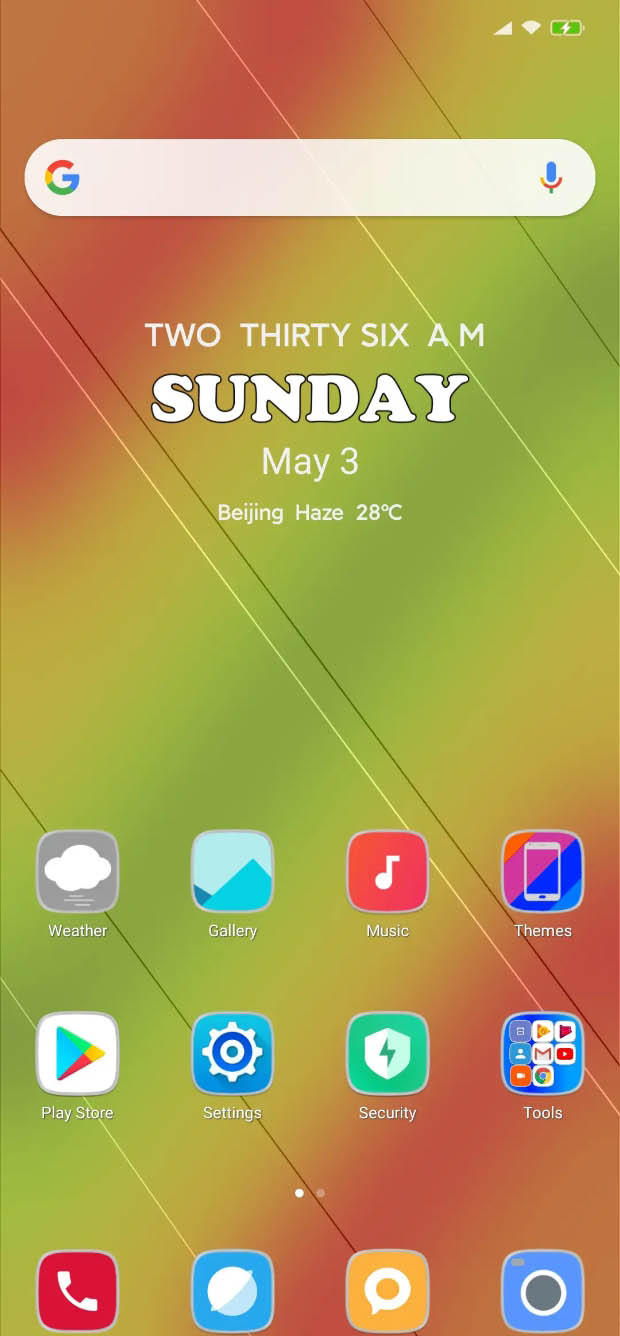 TWO THIRTY SIX A M
SUNDAY
May 3
Beijing Haze 28℃
Weather Gallery Music Themes
Play Store Settings Security Tools